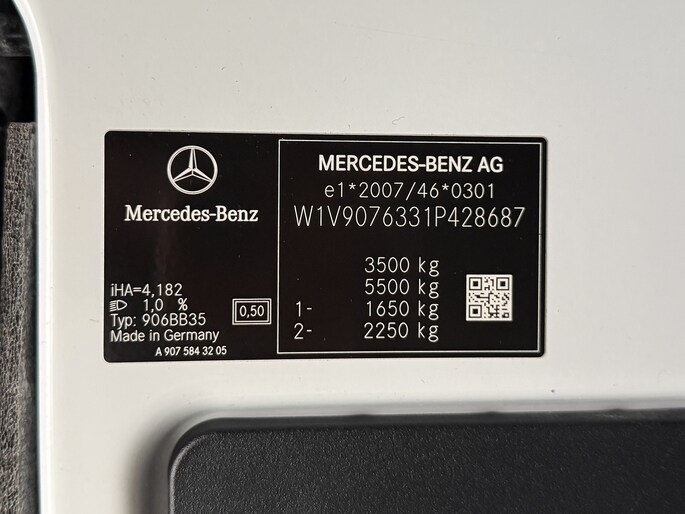 Mercedes-Benz
iHA=4,182
1,0 %
0,50
Typ: 906BB35
Made in Germany
A 907 584 32 05
MERCEDES-BENZ AG
e1*2007/46*0301
W1V9076331P428687
3500 kg
5500 kg
1- 1650 kg
2- 2250 kg